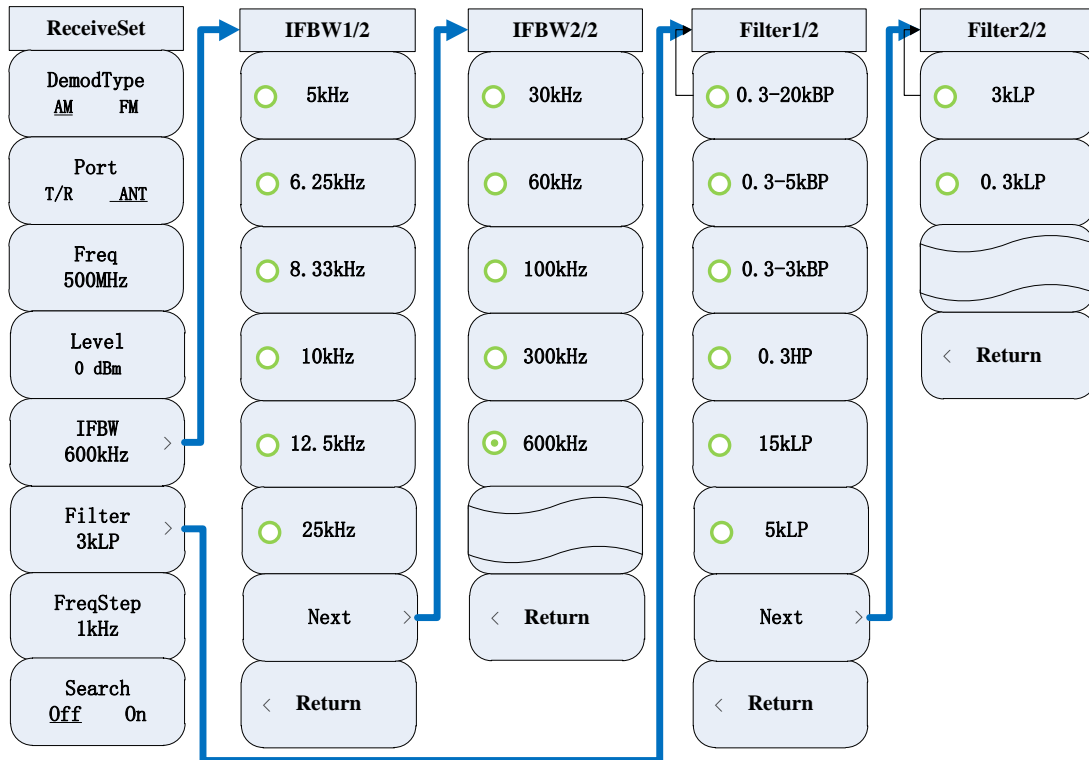 ReceiveSet
DemodType
AM FM
Port
T/R ANT
Freq
500MHz
Level
0 dBm
IFBW
600kHz
>
Filter
3kLP
>
FreqStep
1kHz
Search
Off On
IFBW1/2
5kHz
6.25kHz
8.33kHz
10kHz
12.5kHz
25kHz
Next >
< Return
IFBW2/2
30kHz
60kHz
100kHz
300kHz
600kHz
< Return
Filter1/2
0.3-20kBP
0.3-5kBP
0.3-3kBP
0.3HP
15kLP
5kLP
Next >
< Return
Filter2/2
3kLP
0.3kLP
< Return